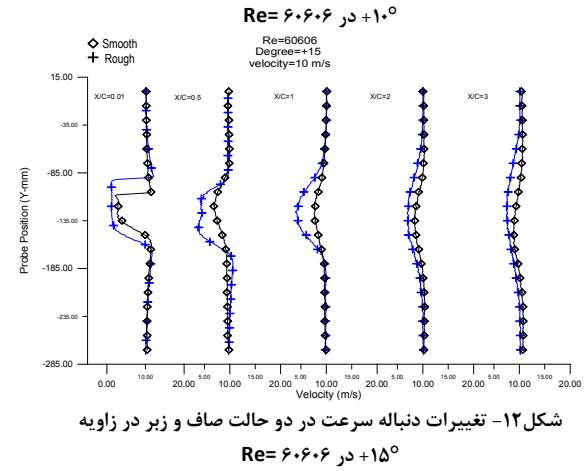 +۱۰° در Re= ۶۰۶۰۶
Re=60606
Degree=+15
velocity=10 m/s
Smooth
Rough
X/C=0.01 X/C=0.5 X/C=1 X/C=2 X/C=3
15.00
-35.00
-85.00
-135.00
-185.00
-235.00
-285.00
Probe Position (Y-mm)
0.00 10.00 20.00 5.00 10.00 15.00 20.00 5.00 10.00 15.00 20.00 5.00 10.00 15.00 20.00 5.00 10.00 15.00 20.00
Velocity (m/s)
شکل۱۲- تغییرات دنباله سرعت در دو حالت صاف و زبر در زاویه
+۱۵° در Re= ۶۰۶۰۶